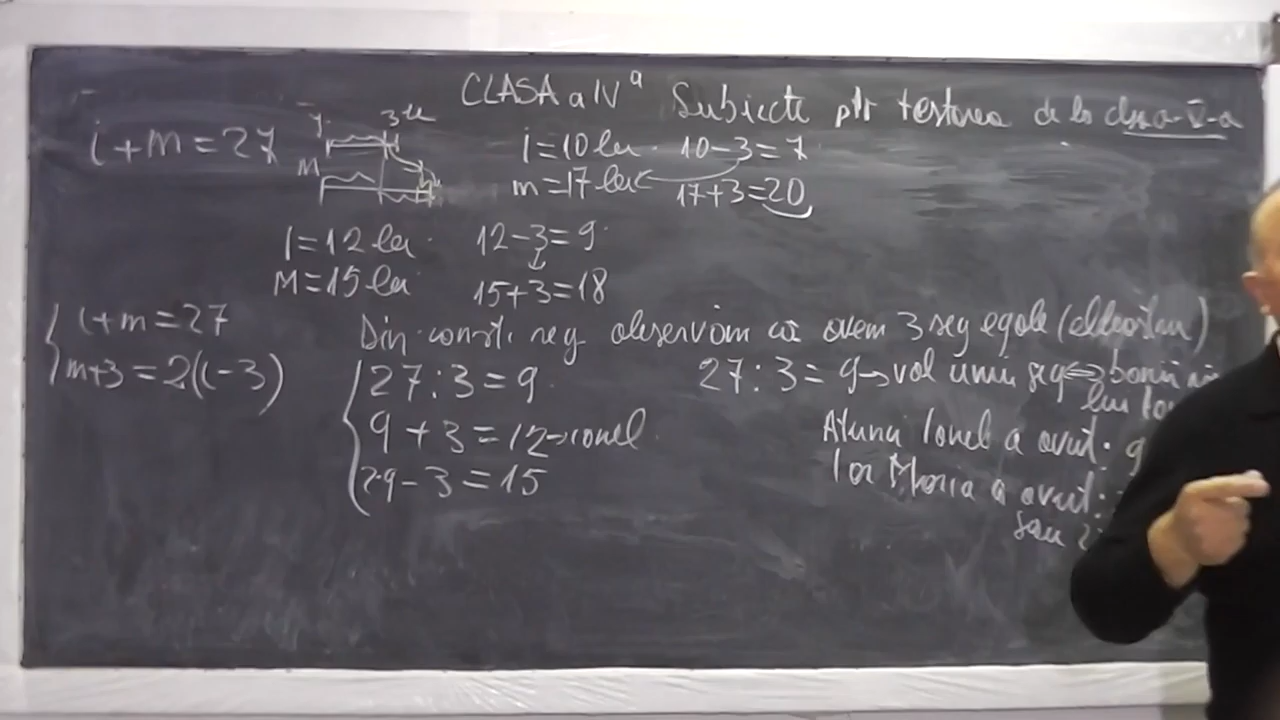 CLASA a IV a Subiecte ptr testarea de la clasa a-V-a
i+m=27
I 3 lei
M
i=10 lei 10-3=7
m=17 lei 17+3=20
I=12 lei 12-3=9
M=15 lei 15+3=18
i+m=27
m+3=2(i-3)
Din constr. reg observăm că avem 3 seg egale
27:3=9
9+3=12→ionel
2·9-3=15
27:3=9→val unui seg⇔banii
Atunci Ionel a avut: 9
Iar Maria a avut:
sau 2